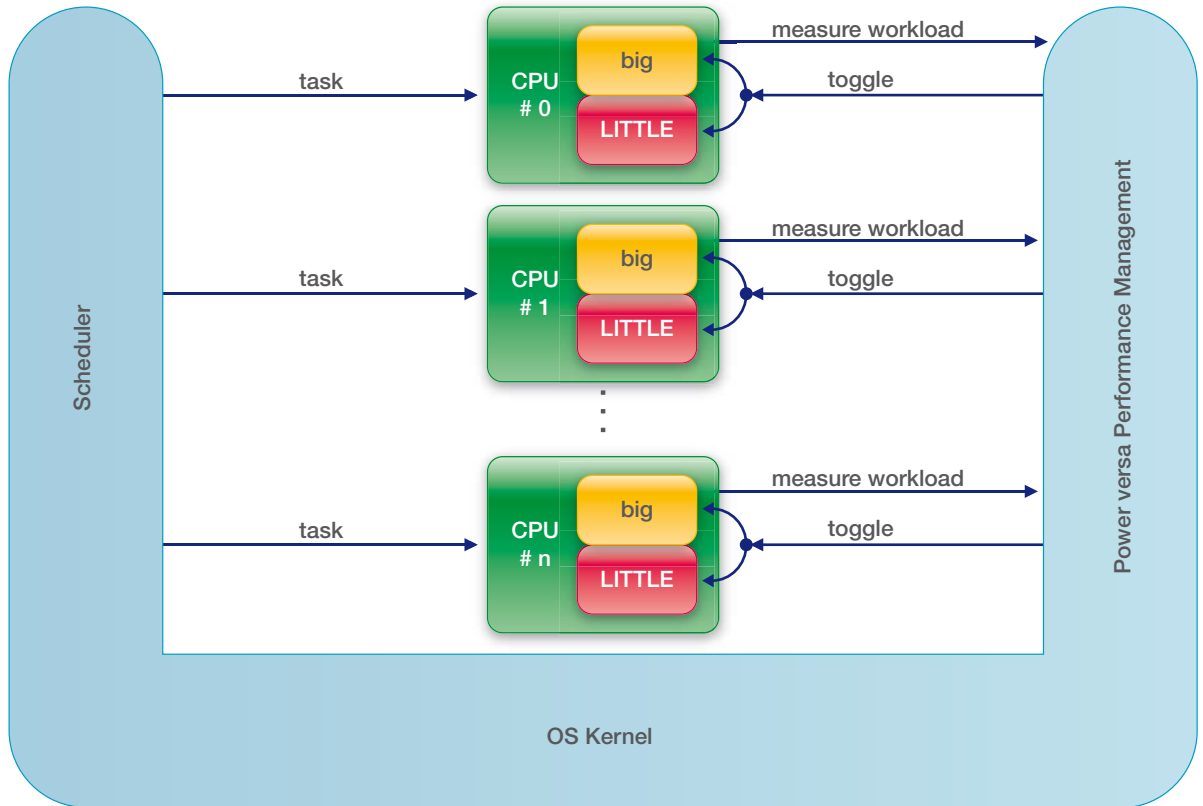 Scheduler
task
CPU
# 0
big
LITTLE
measure workload
toggle
task
CPU
# 1
big
LITTLE
measure workload
toggle
task
CPU
# n
big
LITTLE
measure workload
toggle
Power versa Performance Management
OS Kernel